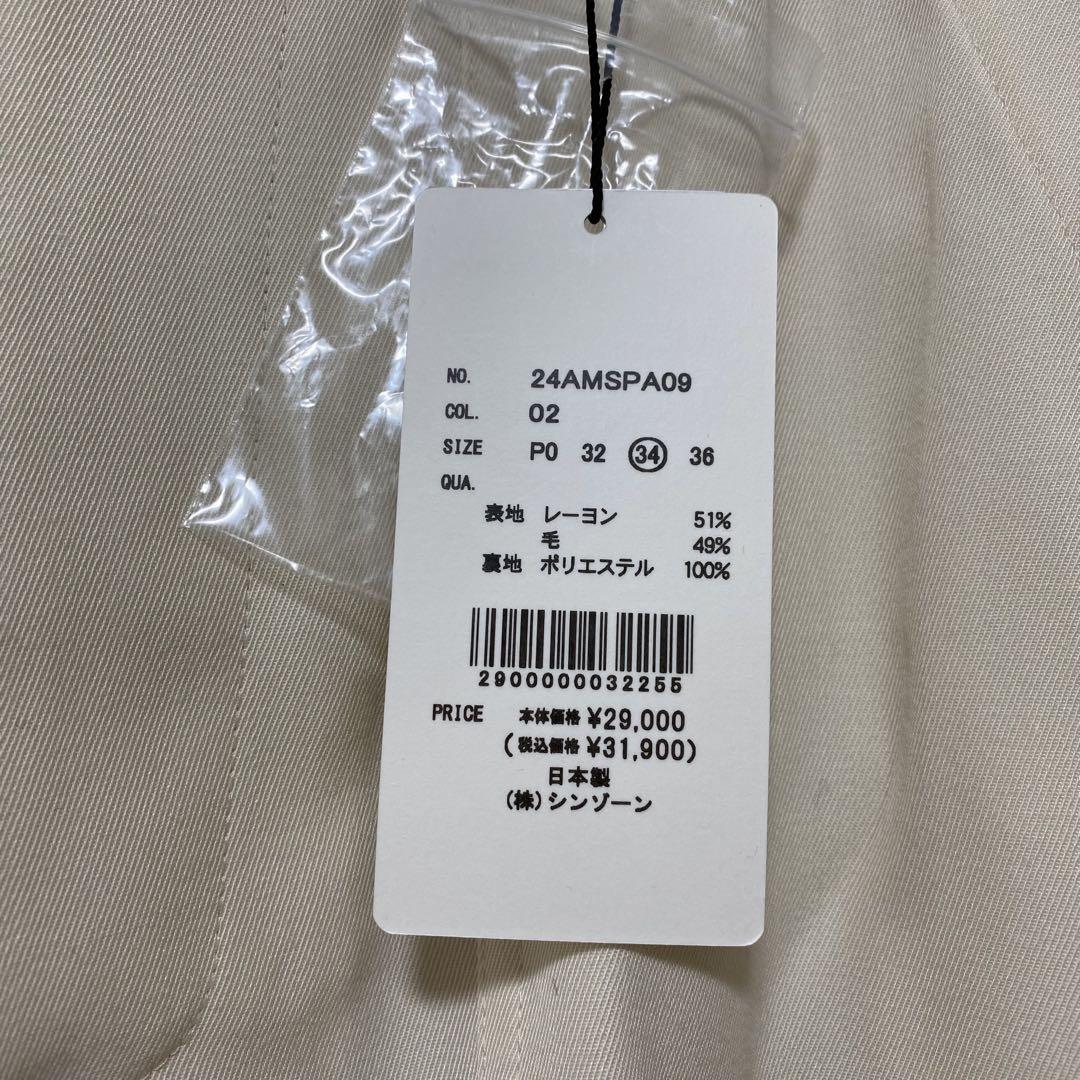 NO. 24AMSPA09
COL. 02
SIZE P0 32 34 36
QUA.
表地 レーヨン 51%
毛 49%
裏地 ポリエステル 100%
2900000032255
PRICE 本体価格 ¥29,000
(税込価格 ¥31,900)
日本製
(株)シンゾーン